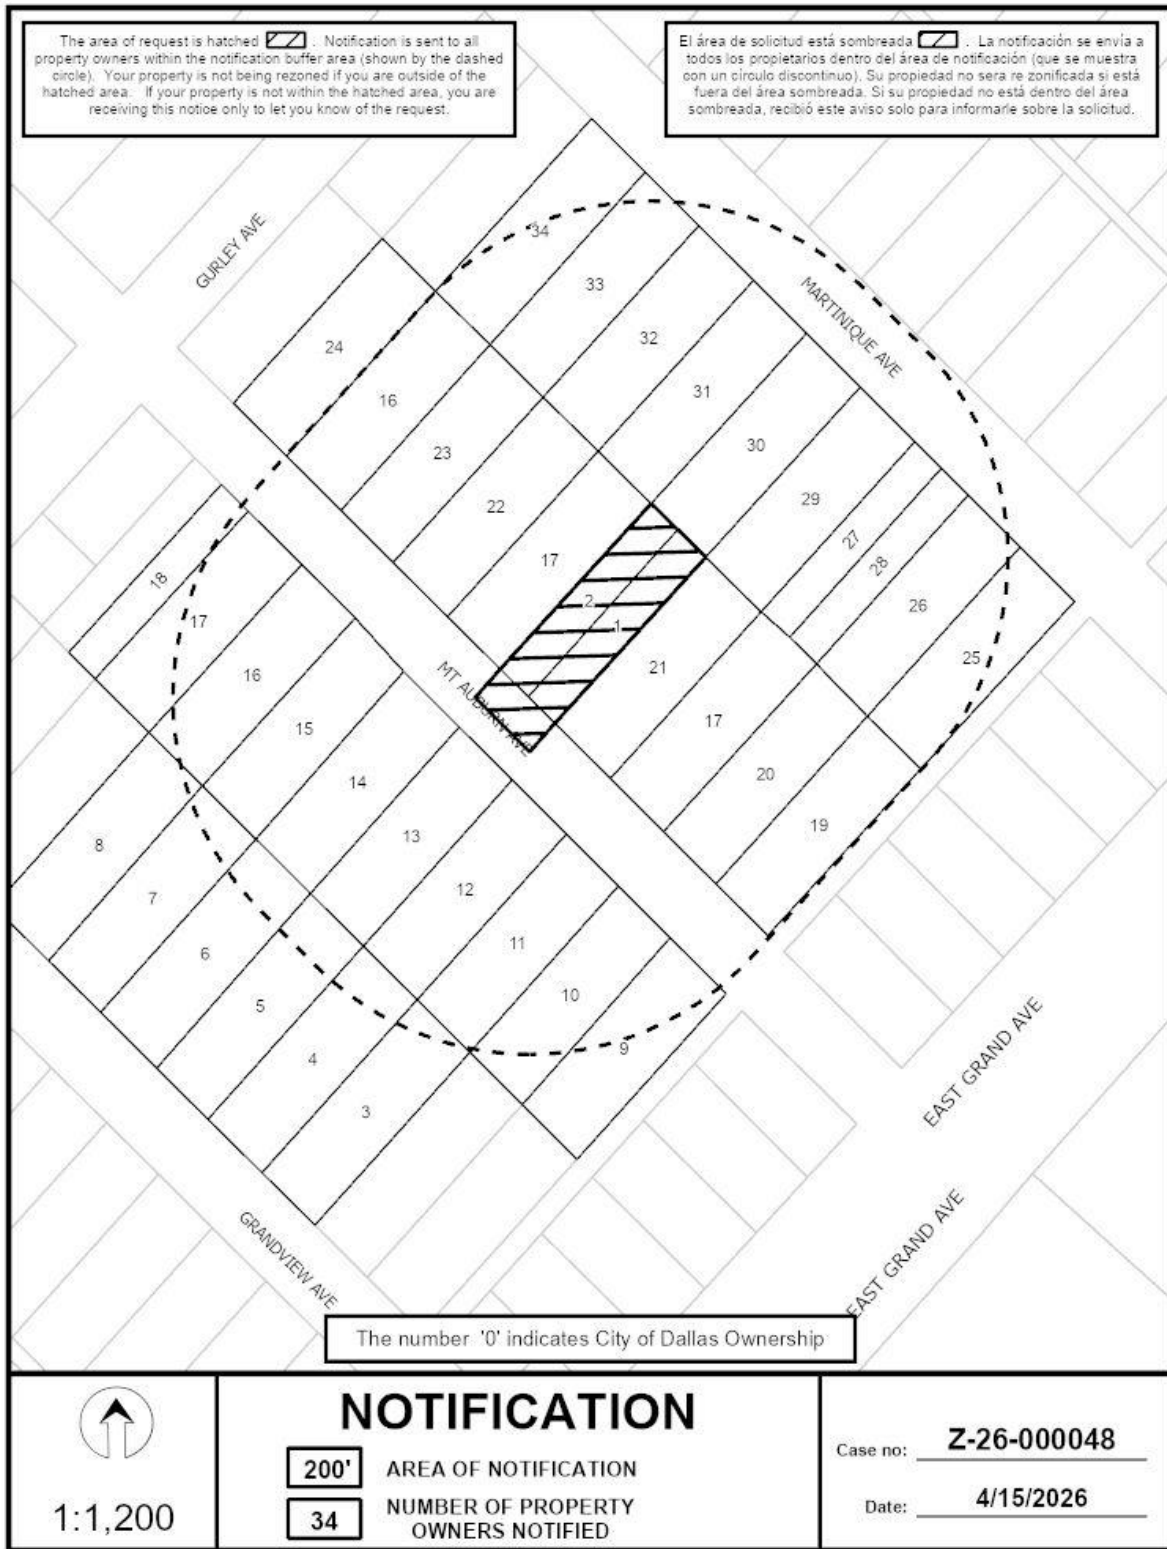 The area of request is hatched . Notification is sent to all
property owners within the notification buffer area (shown by the dashed
circle). Your property is not being rezoned if you are outside of the
hatched area. If your property is not within the hatched area, you are
receiving this notice only to let you know of the request.
El área de solicitud está sombreada . La notificación se envía a
todos los propietarios dentro del área de notificación (que se muestra
con un círculo discontinuo). Su propiedad no sera re zonificada si está
fuera del área sombreada. Si su propiedad no está dentro del área
sombreada, recibió este aviso solo para informarle sobre la solicitud.
GURLEY AVE
34
33
MARTINIQUE AVE
32
24
31
16
30
23
29
22
27
17
28
18
2
26
17
1
25
21
16
MT AUBURN AVE
17
15
20
14
19
13
8
12
7
11
6
10
5
9
4
3
EAST GRAND AVE
EAST GRAND AVE
GRANDVIEW AVE
The number '0' indicates City of Dallas Ownership
1:1,200
NOTIFICATION
200' AREA OF NOTIFICATION
34 NUMBER OF PROPERTY
OWNERS NOTIFIED
Case no: Z-26-000048
Date: 4/15/2026